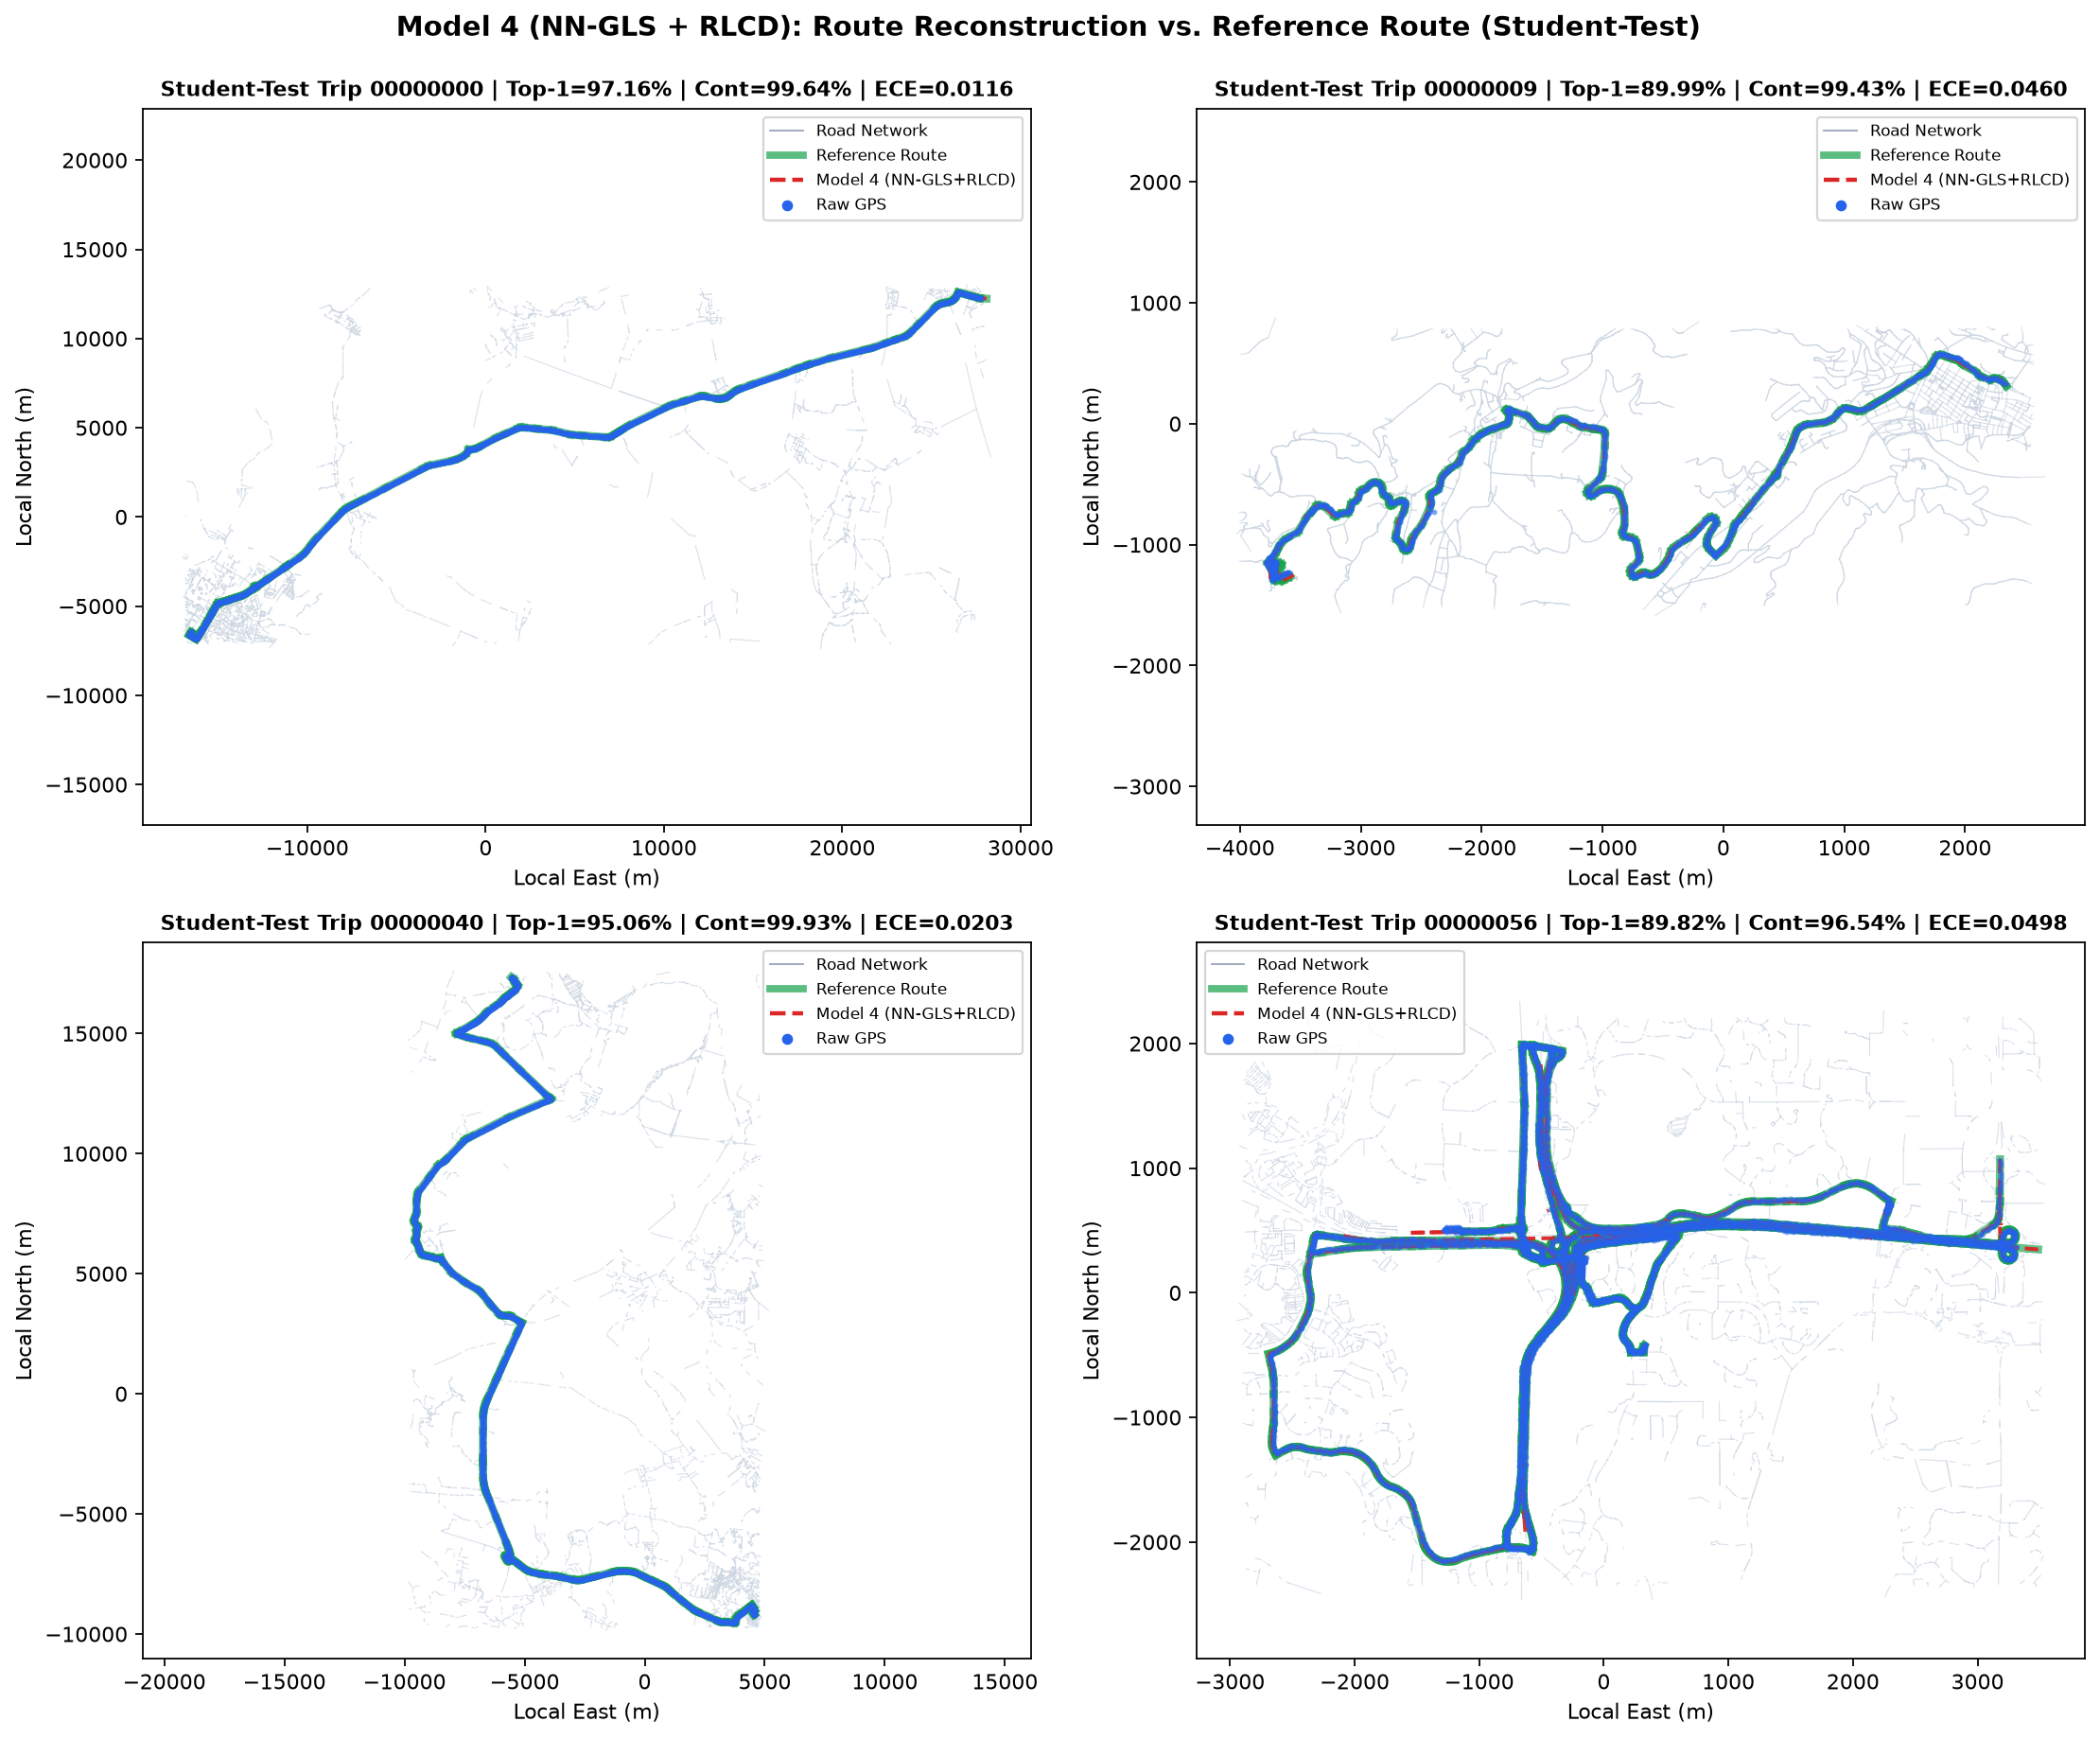 Model 4 (NN-GLS + RLCD): Route Reconstruction vs. Reference Route (Student-Test)
Student-Test Trip 00000000 | Top-1=97.16% | Cont=99.64% | ECE=0.0116
Road Network
Reference Route
Model 4 (NN-GLS+RLCD)
Raw GPS
20000
15000
10000
5000
0
−5000
−10000
−15000
Local North (m)
−10000
0
10000
20000
30000
Local East (m)
Student-Test Trip 00000009 | Top-1=89.99% | Cont=99.43% | ECE=0.0460
Road Network
Reference Route
Model 4 (NN-GLS+RLCD)
Raw GPS
2000
1000
0
−1000
−2000
−3000
Local North (m)
−4000
−3000
−2000
−1000
0
1000
2000
Local East (m)
Student-Test Trip 00000040 | Top-1=95.06% | Cont=99.93% | ECE=0.0203
Road Network
Reference Route
Model 4 (NN-GLS+RLCD)
Raw GPS
15000
10000
5000
0
−5000
−10000
Local North (m)
−20000
−15000
−10000
−5000
0
5000
10000
15000
Local East (m)
Student-Test Trip 00000056 | Top-1=89.82% | Cont=96.54% | ECE=0.0498
Road Network
Reference Route
Model 4 (NN-GLS+RLCD)
Raw GPS
2000
1000
0
−1000
−2000
Local North (m)
−3000
−2000
−1000
0
1000
2000
3000
Local East (m)